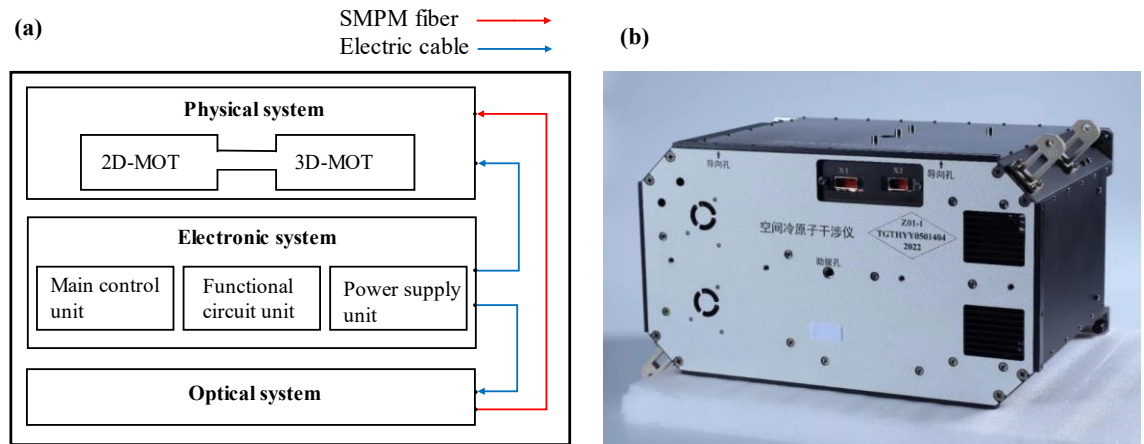 (a)
SMPM fiber
Electric cable
Physical system
2D-MOT
3D-MOT
Electronic system
Main control
unit
Functional
circuit unit
Power supply
unit
Optical system
(b)
导向孔
X1
X2
导向孔
空间冷原子干涉仪
Z01-1
TGTHYY0501404
2022
助拔孔